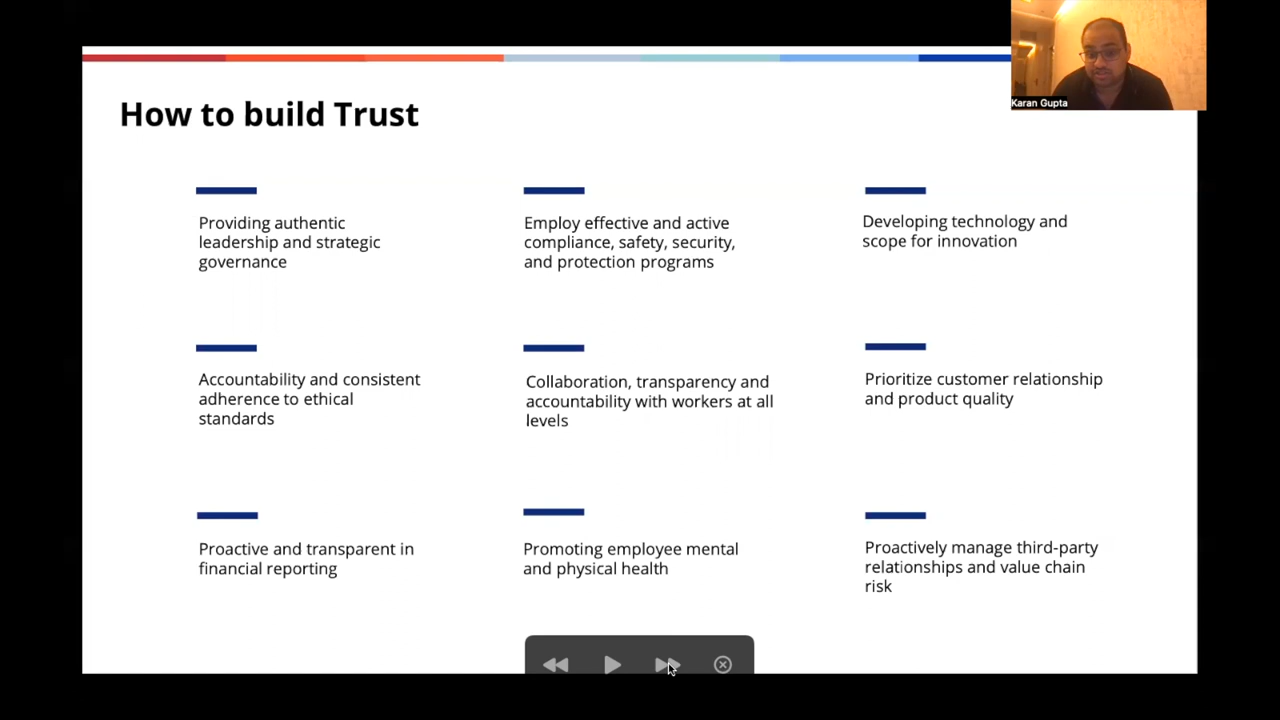 Karan Gupta
How to build Trust
Providing authentic
leadership and strategic
governance
Employ effective and active
compliance, safety, security,
and protection programs
Developing technology and
scope for innovation
Accountability and consistent
adherence to ethical
standards
Collaboration, transparency and
accountability with workers at all
levels
Prioritize customer relationship
and product quality
Proactive and transparent in
financial reporting
Promoting employee mental
and physical health
Proactively manage third-party
relationships and value chain
risk